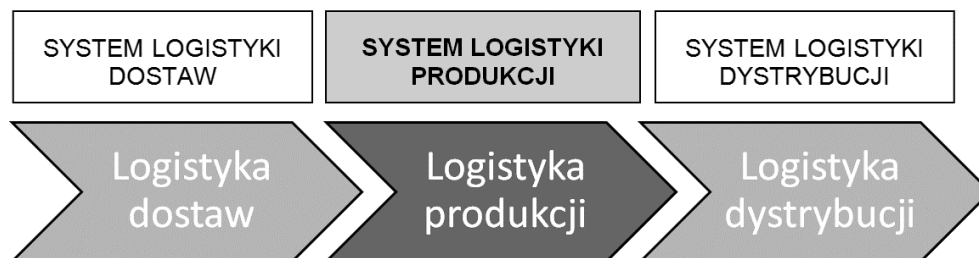 SYSTEM LOGISTYKI
DOSTAW
SYSTEM LOGISTYKI
PRODUKCJI
SYSTEM LOGISTYKI
DYSTRYBUCJI
Logistyka
dostaw
Logistyka
produkcji
Logistyka
dystrybucji